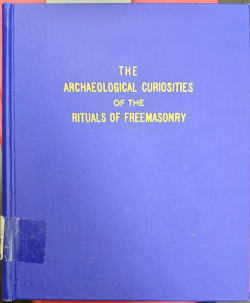 THE
ARCHAEOLOGICAL CURIOSITIES
OF THE
RITUALS OF FREEMASONRY